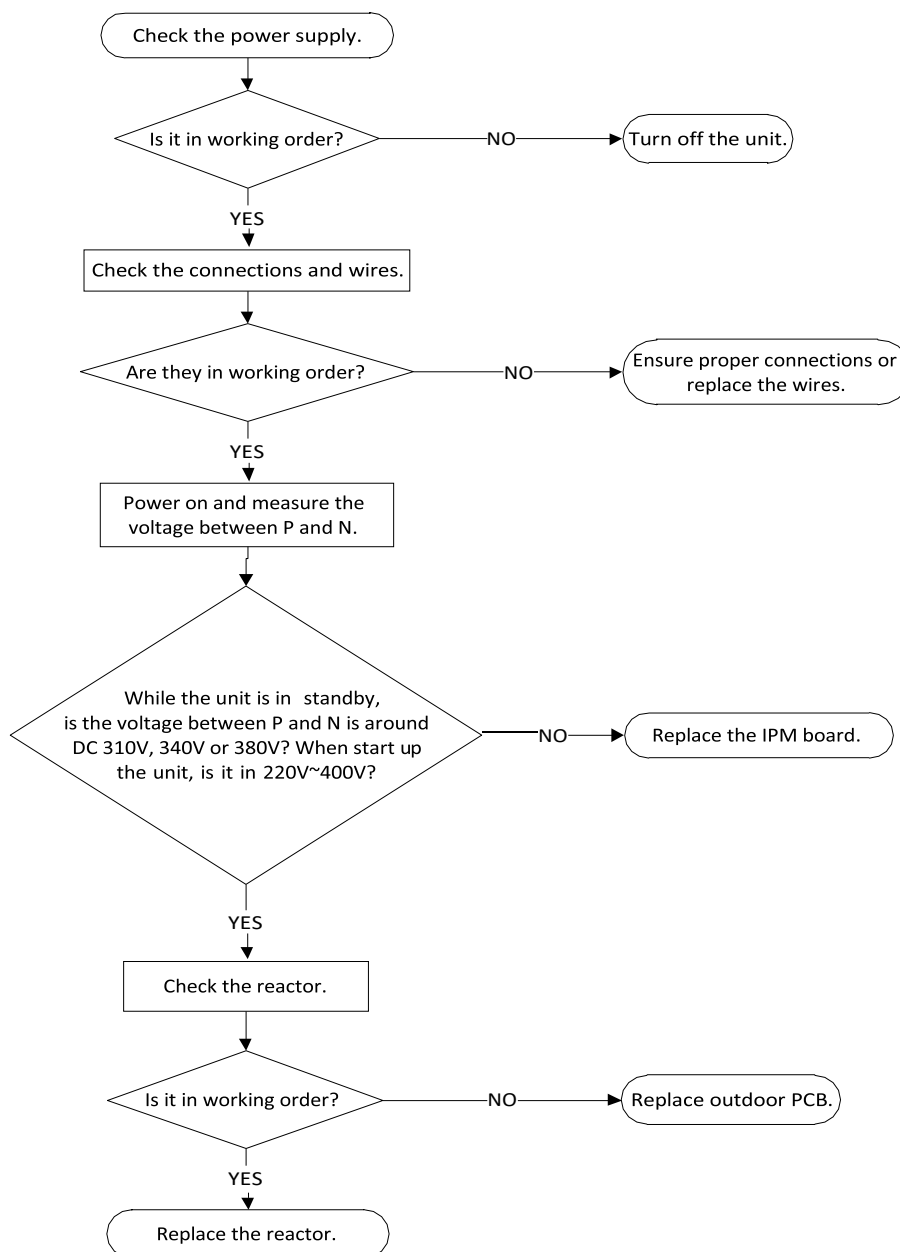 Check the power supply.
Is it in working order?
NO
Turn off the unit.
YES
Check the connections and wires.
Are they in working order?
NO
Ensure proper connections or
replace the wires.
YES
Power on and measure the
voltage between P and N.
While the unit is in standby,
is the voltage between P and N is around
DC 310V, 340V or 380V? When start up
the unit, is it in 220V~400V?
NO
Replace the IPM board.
YES
Check the reactor.
Is it in working order?
NO
Replace outdoor PCB.
YES
Replace the reactor.